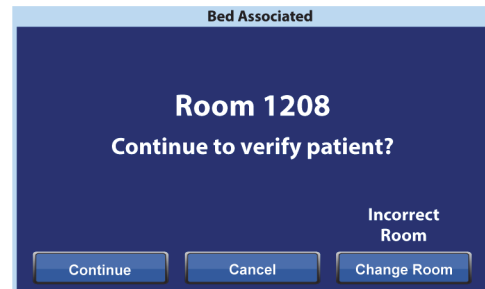 Bed Associated
Room 1208
Continue to verify patient?
Incorrect
Room
Continue
Cancel
Change Room